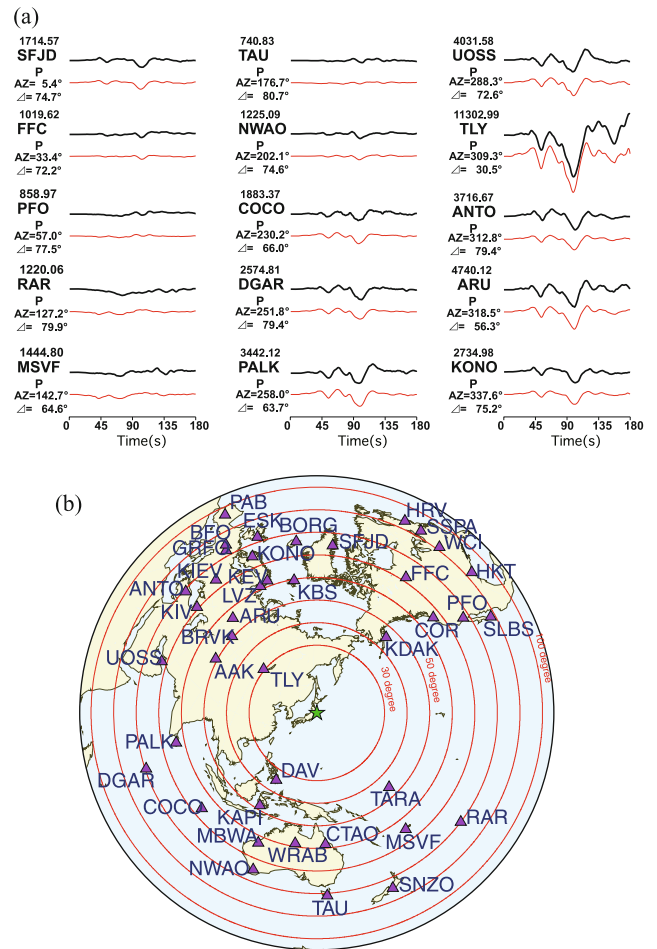 (a)
1714.57
SFJD
P
AZ= 5.4°
⊿= 74.7°
1019.62
FFC
P
AZ=33.4°
⊿= 72.2°
858.97
PFO
P
AZ=57.0°
⊿= 77.5°
1220.06
RAR
P
AZ=127.2°
⊿= 79.9°
1444.80
MSVF
P
AZ=142.7°
⊿= 64.6°
0 45 90 135 180
Time(s)
740.83
TAU
P
AZ=176.7°
⊿= 80.7°
1225.09
NWAO
P
AZ=202.1°
⊿= 74.6°
1883.37
COCO
P
AZ=230.2°
⊿= 66.0°
2574.81
DGAR
P
AZ=251.8°
⊿= 79.4°
3442.12
PALK
P
AZ=258.0°
⊿= 63.7°
0 45 90 135 180
Time(s)
4031.58
UOSS
P
AZ=288.3°
⊿= 72.6°
11302.99
TLY
P
AZ=309.3°
⊿= 30.5°
3716.67
ANTO
P
AZ=312.8°
⊿= 79.4°
4740.12
ARU
P
AZ=318.5°
⊿= 56.3°
2734.98
KONO
P
AZ=337.6°
⊿= 75.2°
0 45 90 135 180
Time(s)
(b)
PAB
ESK
BORG
HRV
SSPA
WCI
BFO
GRFO
KONO
SFJD
KIEV
KEV
FFC
HKT
ANTO
LVZ
KBS
KIV
ARU
PFO
COR
SLBS
BRVK
KDAK
UOSS
AAK
TLY
30 degree
50 degree
100 degree
PALK
DGAR
DAV
COCO
KAPI
TARA
RAR
MBWA
WRAB
CTAO
MSVF
NWAO
SNZO
TAU